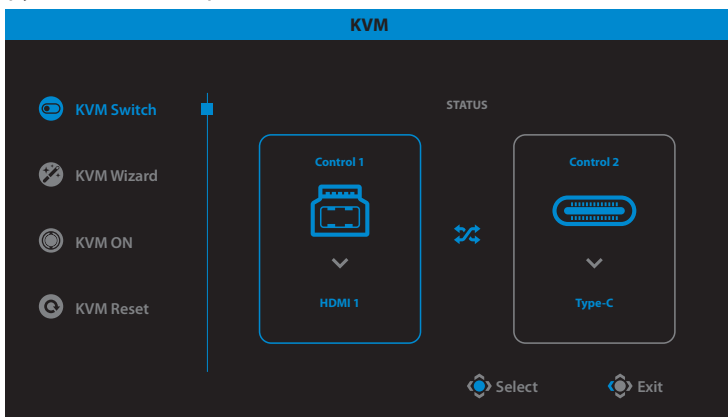 KVM
KVM Switch
KVM Wizard
KVM ON
KVM Reset
STATUS
Control 1
HDMI 1
Control 2
Type-C
Select
Exit